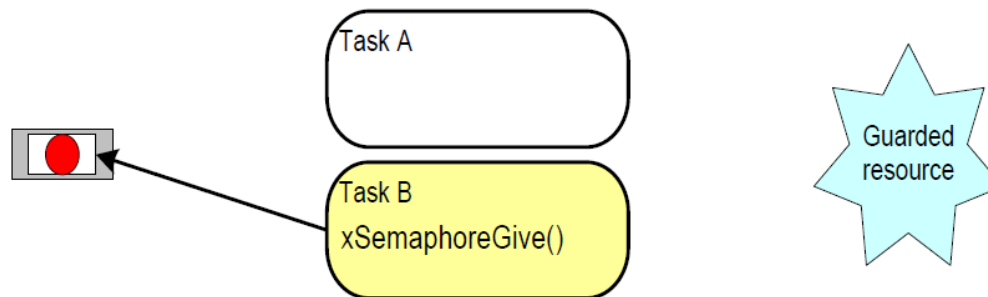 Task A
Guarded
resource
Task B
xSemaphoreGive()